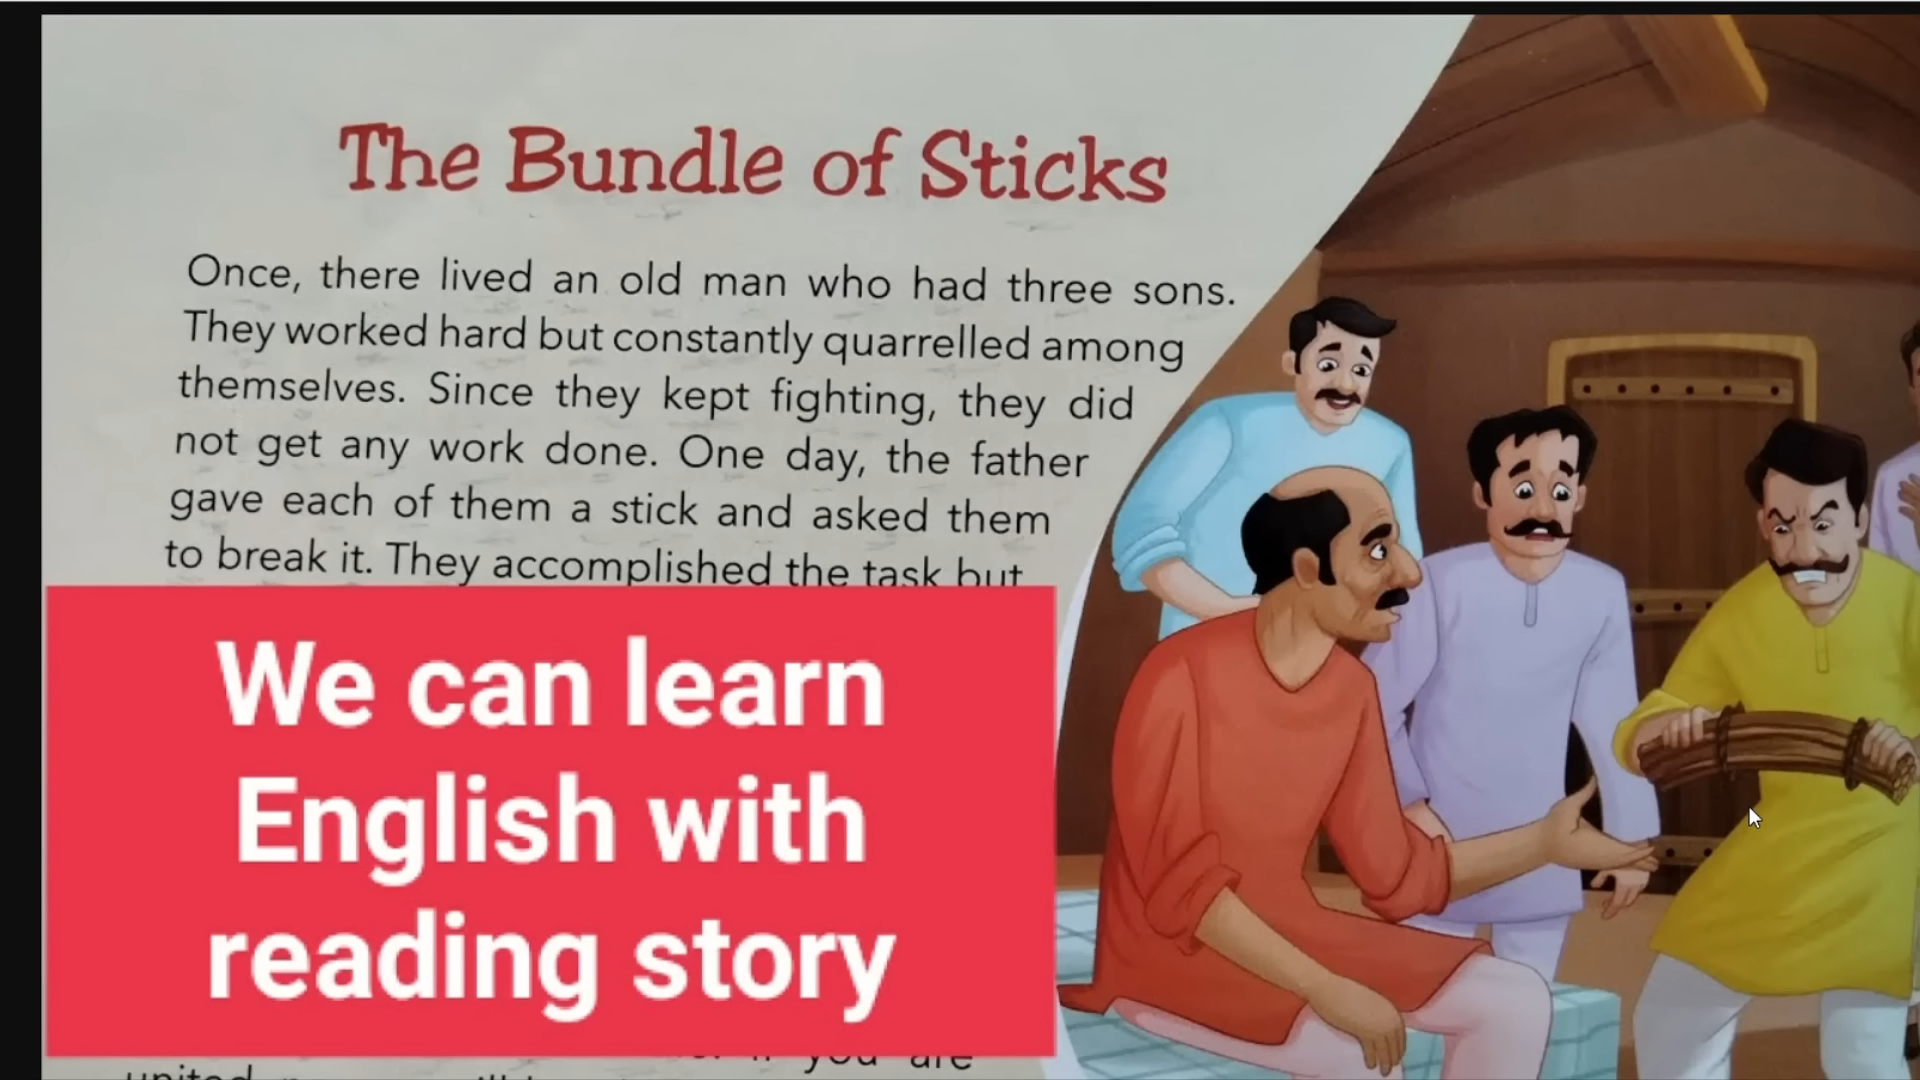 The Bundle of Sticks
Once, there lived an old man who had three sons.
They worked hard but constantly quarrelled among
themselves. Since they kept fighting, they did
not get any work done. One day, the father
gave each of them a stick and asked them
to break it. They accomplished the task but
We can learn
English with
reading story
you are
united